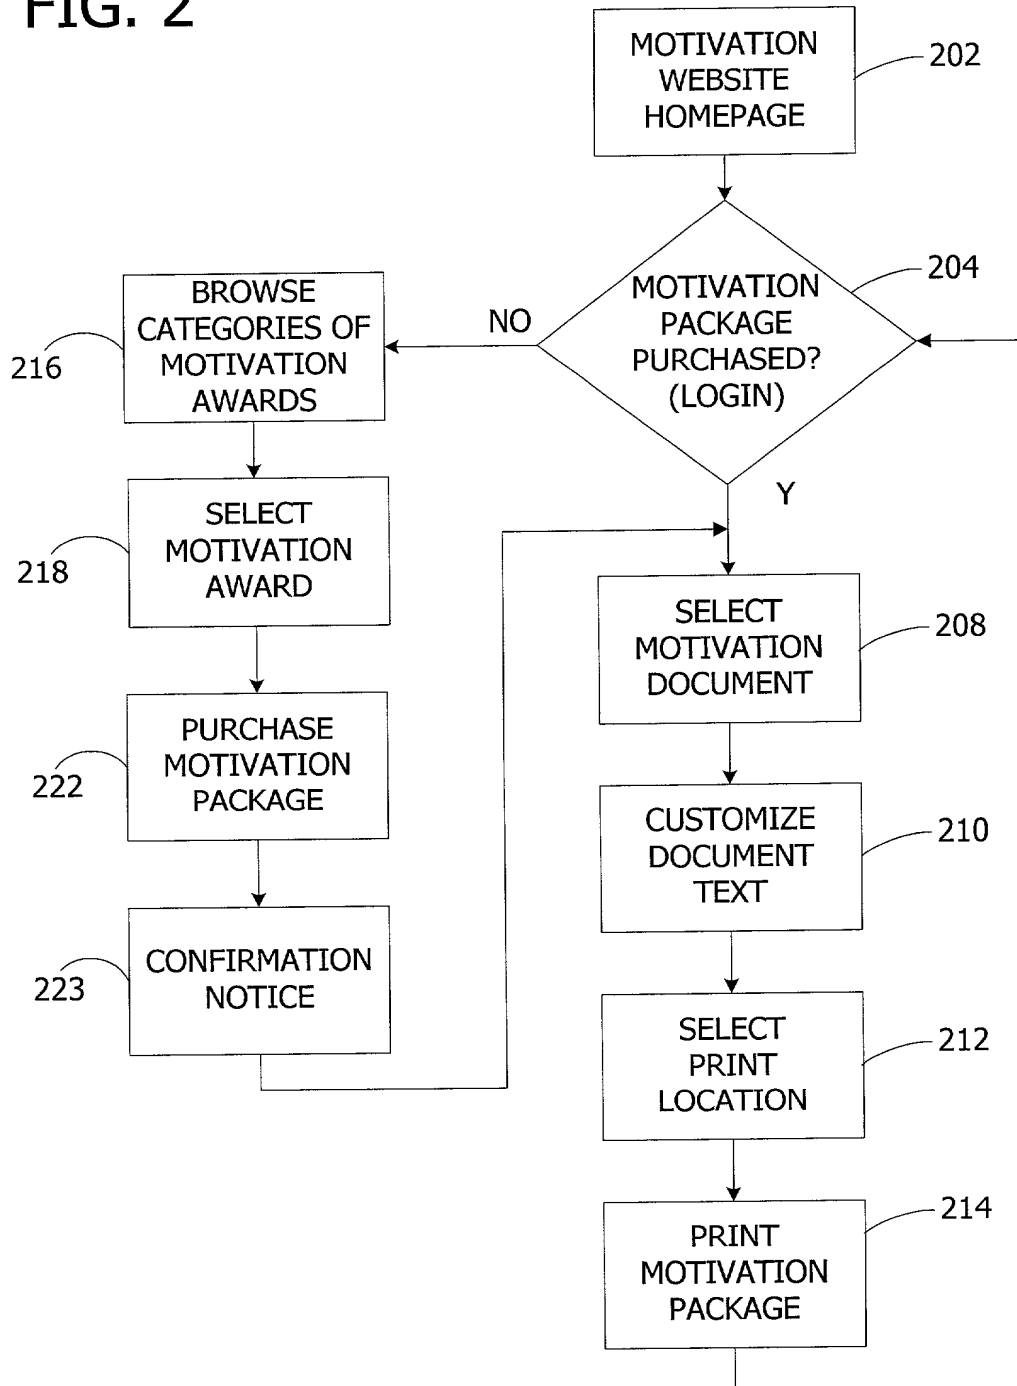 FIG. 2
MOTIVATION
WEBSITE
HOMEPAGE
202
MOTIVATION
PACKAGE
PURCHASED?
(LOGIN)
204
NO
Y
BROWSE
CATEGORIES OF
MOTIVATION
AWARDS
216
SELECT
MOTIVATION
AWARD
218
PURCHASE
MOTIVATION
PACKAGE
222
CONFIRMATION
NOTICE
223
SELECT
MOTIVATION
DOCUMENT
208
CUSTOMIZE
DOCUMENT
TEXT
210
SELECT
PRINT
LOCATION
212
PRINT
MOTIVATION
PACKAGE
214